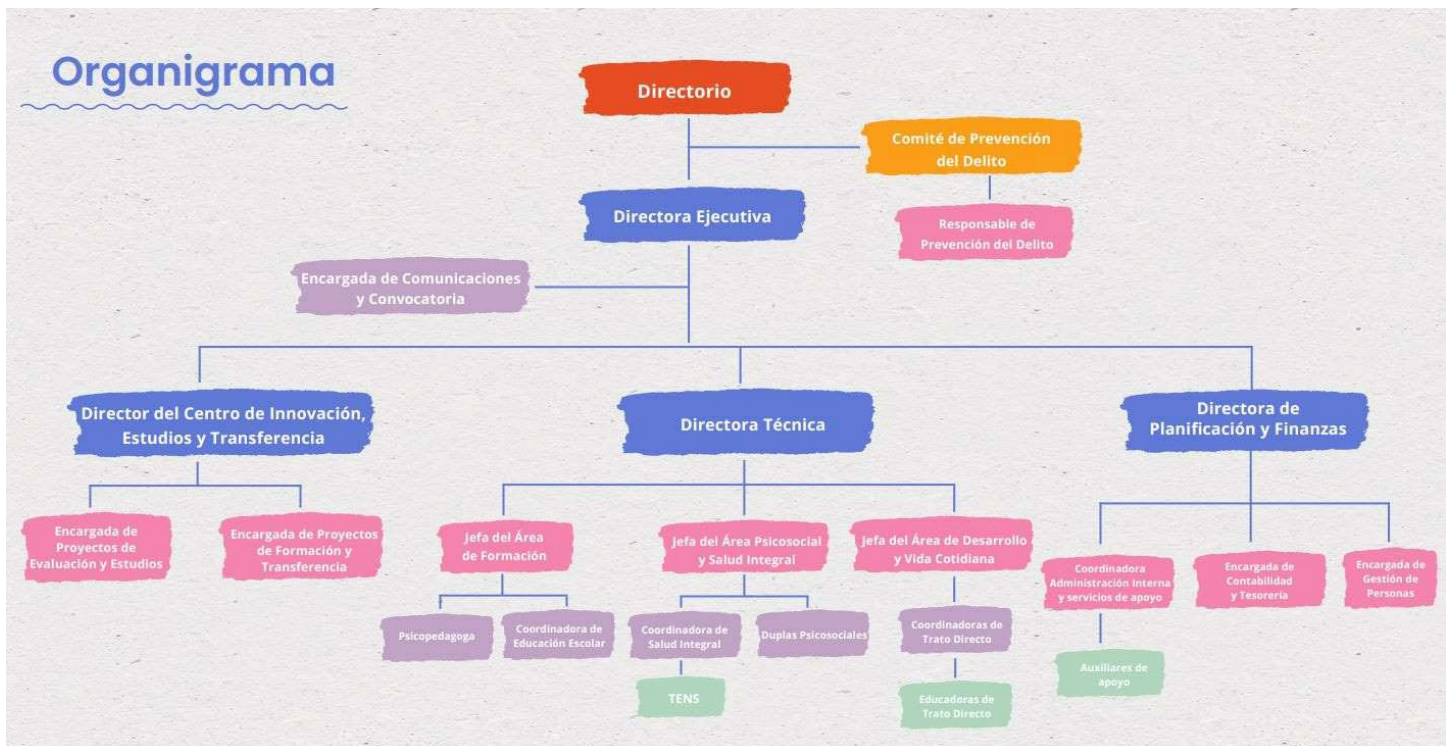 Organigrama
Directorio
Comité de Prevención
del Delito
Directora Ejecutiva
Responsable de
Prevención del Delito
Encargada de Comunicaciones
y Convocatoria
Director del Centro de Innovación,
Estudios y Transferencia
Directora Técnica
Directora de
Planificación y Finanzas
Encargada de
Proyectos de
Evaluación y Estudios
Encargada de Proyectos
de Formación y
Transferencia
Jefa del Área
de Formación
Jefa del Área Psicosocial
y Salud Integral
Jefa del Área de Desarrollo
y Vida Cotidiana
Coordinadora
Administración Interna
y servicios de apoyo
Encargada de
Contabilidad
y Tesorería
Encargada de
Gestión de
Personas
Psicopedagoga
Coordinadora de
Educación Escolar
Coordinadora de
Salud Integral
Duplas Psicosociales
Coordinadoras de
Trato Directo
Auxiliares de
apoyo
TENS
Educadoras de
Trato Directo